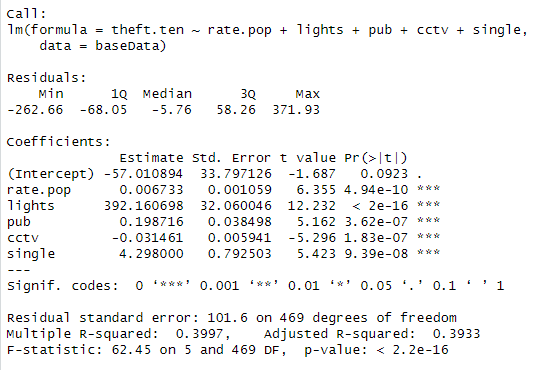 Call:
lm(formula = theft.ten ~ rate.pop + lights + pub + cctv + single,
    data = baseData)

Residuals:
    Min      1Q  Median      3Q     Max
-262.66  -68.05   -5.76   58.26  371.93

Coefficients:
              Estimate Std. Error t value Pr(>|t|)
(Intercept) -57.010894  33.797126  -1.687   0.0923 .
rate.pop      0.006733   0.001059   6.355 4.94e-10 ***
lights      392.160698  32.060046  12.232  < 2e-16 ***
pub           0.198716   0.038498   5.162 3.62e-07 ***
cctv         -0.031461   0.005941  -5.296 1.83e-07 ***
single        4.298000   0.792503   5.423 9.39e-08 ***
---
Signif. codes:  0 ‘***’ 0.001 ‘**’ 0.01 ‘*’ 0.05 ‘.’ 0.1 ‘ ’ 1

Residual standard error: 101.6 on 469 degrees of freedom
Multiple R-squared:  0.3997,    Adjusted R-squared:  0.3933
F-statistic: 62.45 on 5 and 469 DF,  p-value: < 2.2e-16